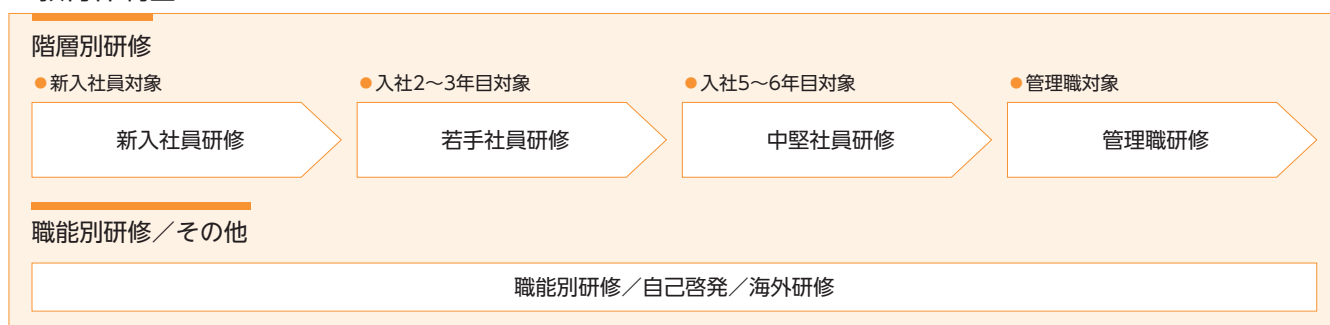 階層別研修
●新入社員対象
●入社2～3年目対象
●入社5～6年目対象
●管理職対象
新入社員研修
若手社員研修
中堅社員研修
管理職研修
職能別研修／その他
職能別研修／自己啓発／海外研修